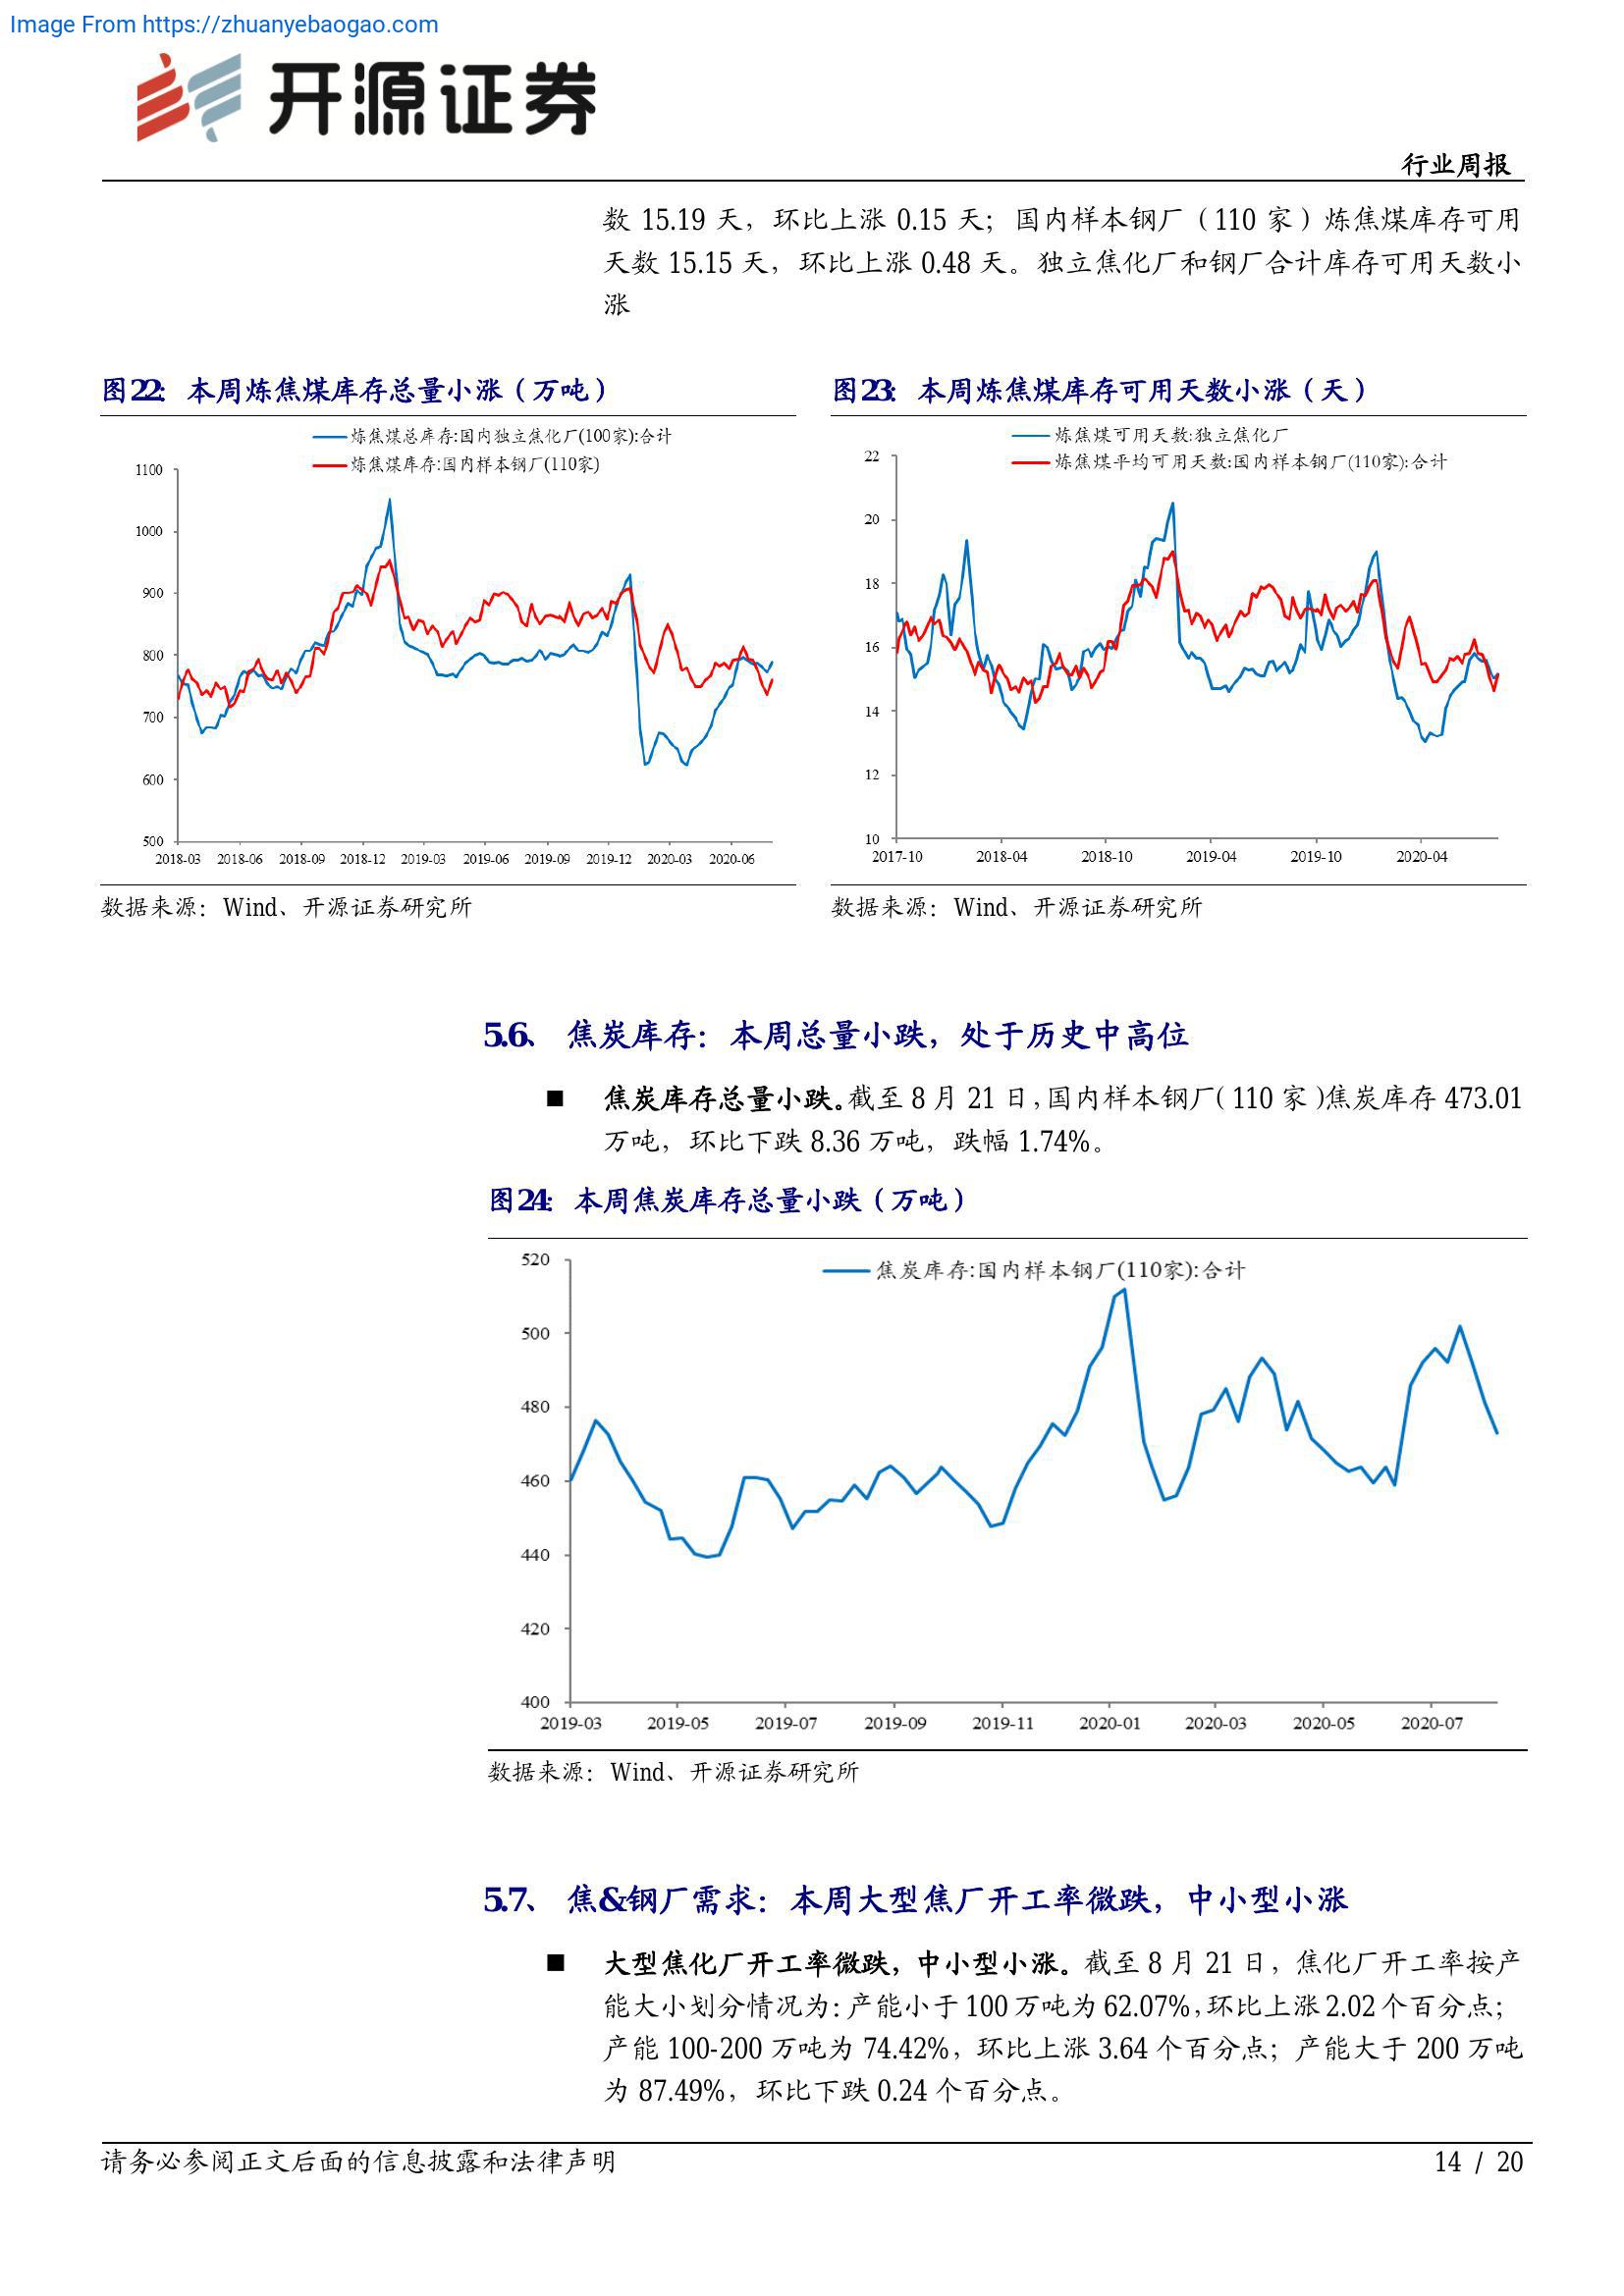 Image From https://zhuanyebaogao.com
开源证券
行业周报
数 15.19 天，环比上涨 0.15 天；国内样本钢厂（110 家）炼焦煤库存可用
天数 15.15 天，环比上涨 0.48 天。独立焦化厂和钢厂合计库存可用天数小
涨
图22：本周炼焦煤库存总量小涨（万吨）
炼焦煤总库存:国内独立焦化厂(100家):合计
炼焦煤库存:国内样本钢厂(110家)
1100
1000
900
800
700
600
500
2018-03 2018-06 2018-09 2018-12 2019-03 2019-06 2019-09 2019-12 2020-03 2020-06
数据来源：Wind、开源证券研究所
图23：本周炼焦煤库存可用天数小涨（天）
炼焦煤可用天数:独立焦化厂
炼焦煤平均可用天数:国内样本钢厂(110家):合计
22
20
18
16
14
12
10
2017-10 2018-04 2018-10 2019-04 2019-10 2020-04
数据来源：Wind、开源证券研究所
5.6、 焦炭库存：本周总量小跌，处于历史中高位
■ 焦炭库存总量小跌。截至 8 月 21 日，国内样本钢厂（110 家）焦炭库存 473.01
万吨，环比下跌 8.36 万吨，跌幅 1.74%。
图24：本周焦炭库存总量小跌（万吨）
焦炭库存:国内样本钢厂(110家):合计
520
500
480
460
440
420
400
2019-03 2019-05 2019-07 2019-09 2019-11 2020-01 2020-03 2020-05 2020-07
数据来源：Wind、开源证券研究所
5.7、 焦&钢厂需求：本周大型焦厂开工率微跌，中小型小涨
■ 大型焦化厂开工率微跌，中小型小涨。截至 8 月 21 日，焦化厂开工率按产
能大小划分情况为：产能小于 100 万吨为 62.07%，环比上涨 2.02 个百分点；
产能 100-200 万吨为 74.42%，环比上涨 3.64 个百分点；产能大于 200 万吨
为 87.49%，环比下跌 0.24 个百分点。
请务必参阅正文后面的信息披露和法律声明
14 / 20